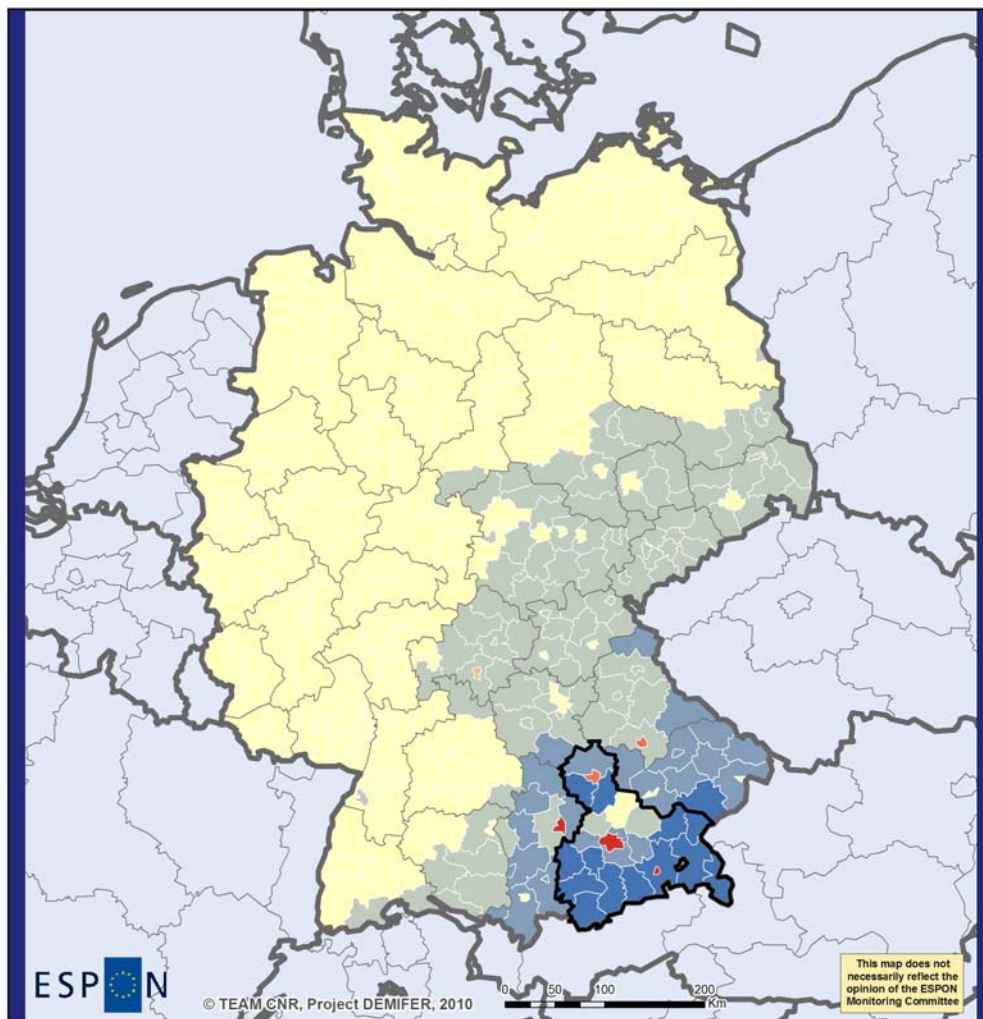 ESPON
© TEAM CNR, Project DEMIFER, 2010
0 50 100 200
Km
This map does not
necessarily reflect the
opinion of the ESPON
Monitoring Committee